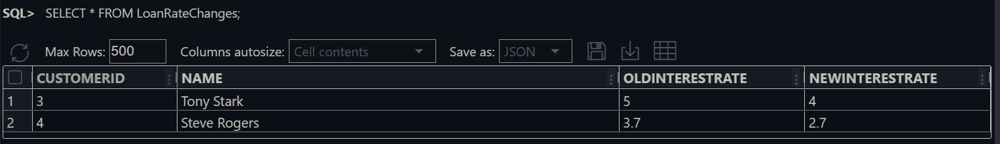 SQL> SELECT * FROM LoanRateChanges;
Max Rows: 500 Columns autosize: Cell contents Save as: JSON
CUSTOMERID NAME OLDINTERESTRATE NEWINTERESTRATE
1 3 Tony Stark 5 4
2 4 Steve Rogers 3.7 2.7